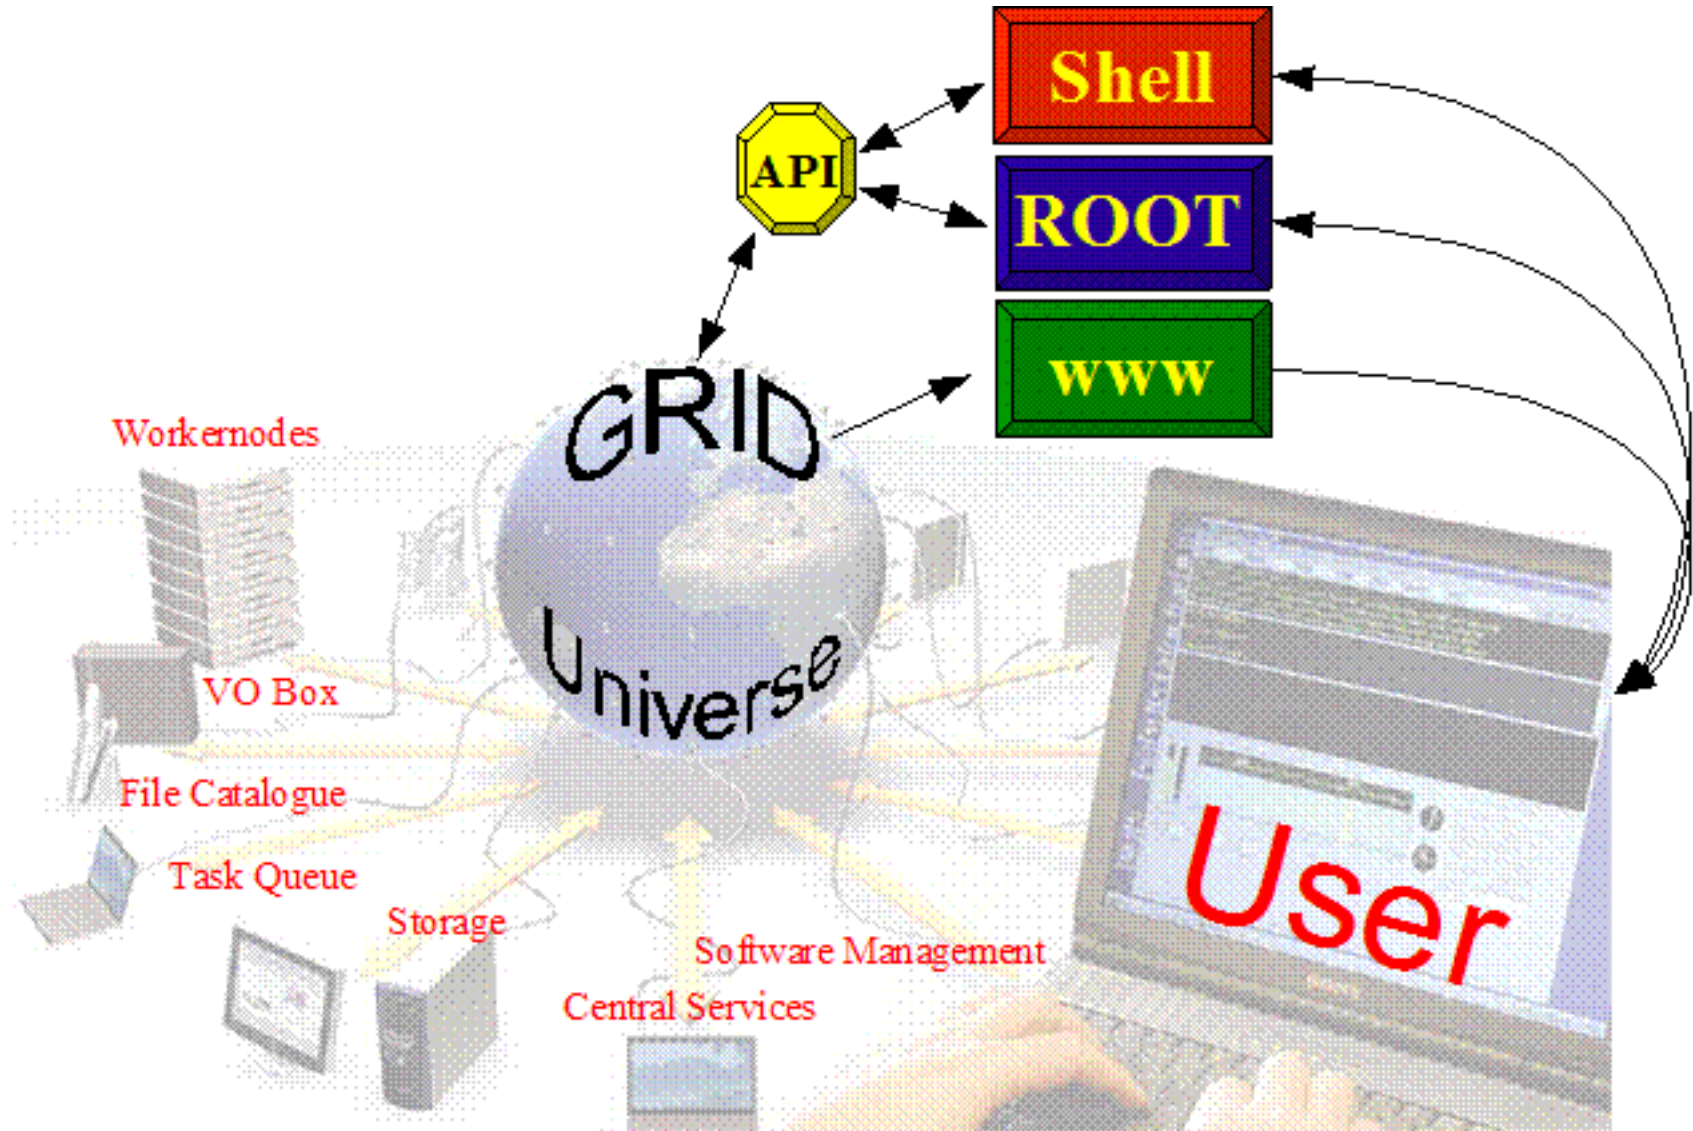 Shell
API
ROOT
www
GRID
Universe
Workernodes
VO Box
File Catalogue
Task Queue
Storage
Software Management
Central Services
User